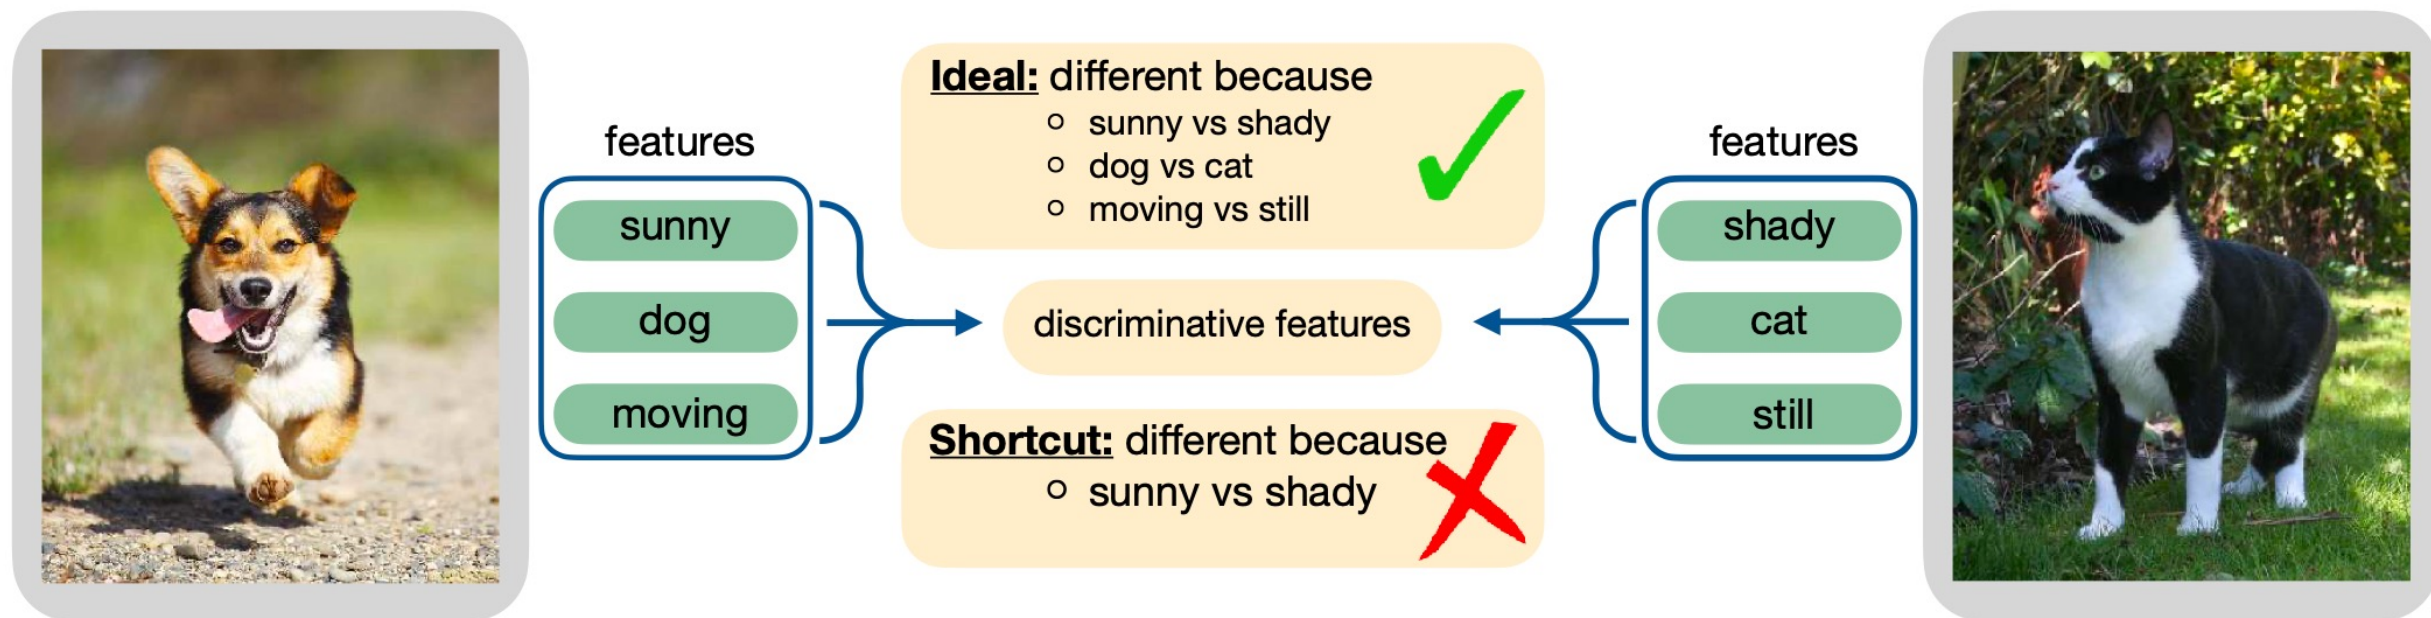 features
sunny
dog
moving
Ideal: different because
sunny vs shady
dog vs cat
moving vs still
discriminative features
Shortcut: different because
sunny vs shady
features
shady
cat
still